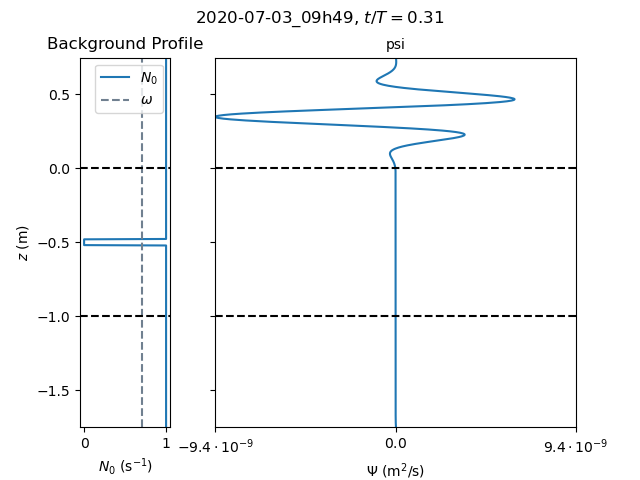 2020-07-03_09h49, t/T = 0.31
Background Profile
psi
N₀
ω
0.5
0.0
−0.5
−1.0
−1.5
z (m)
0 1
N₀ (s⁻¹)
−9.4 · 10⁻⁹ 0.0 9.4 · 10⁻⁹
Ψ (m²/s)